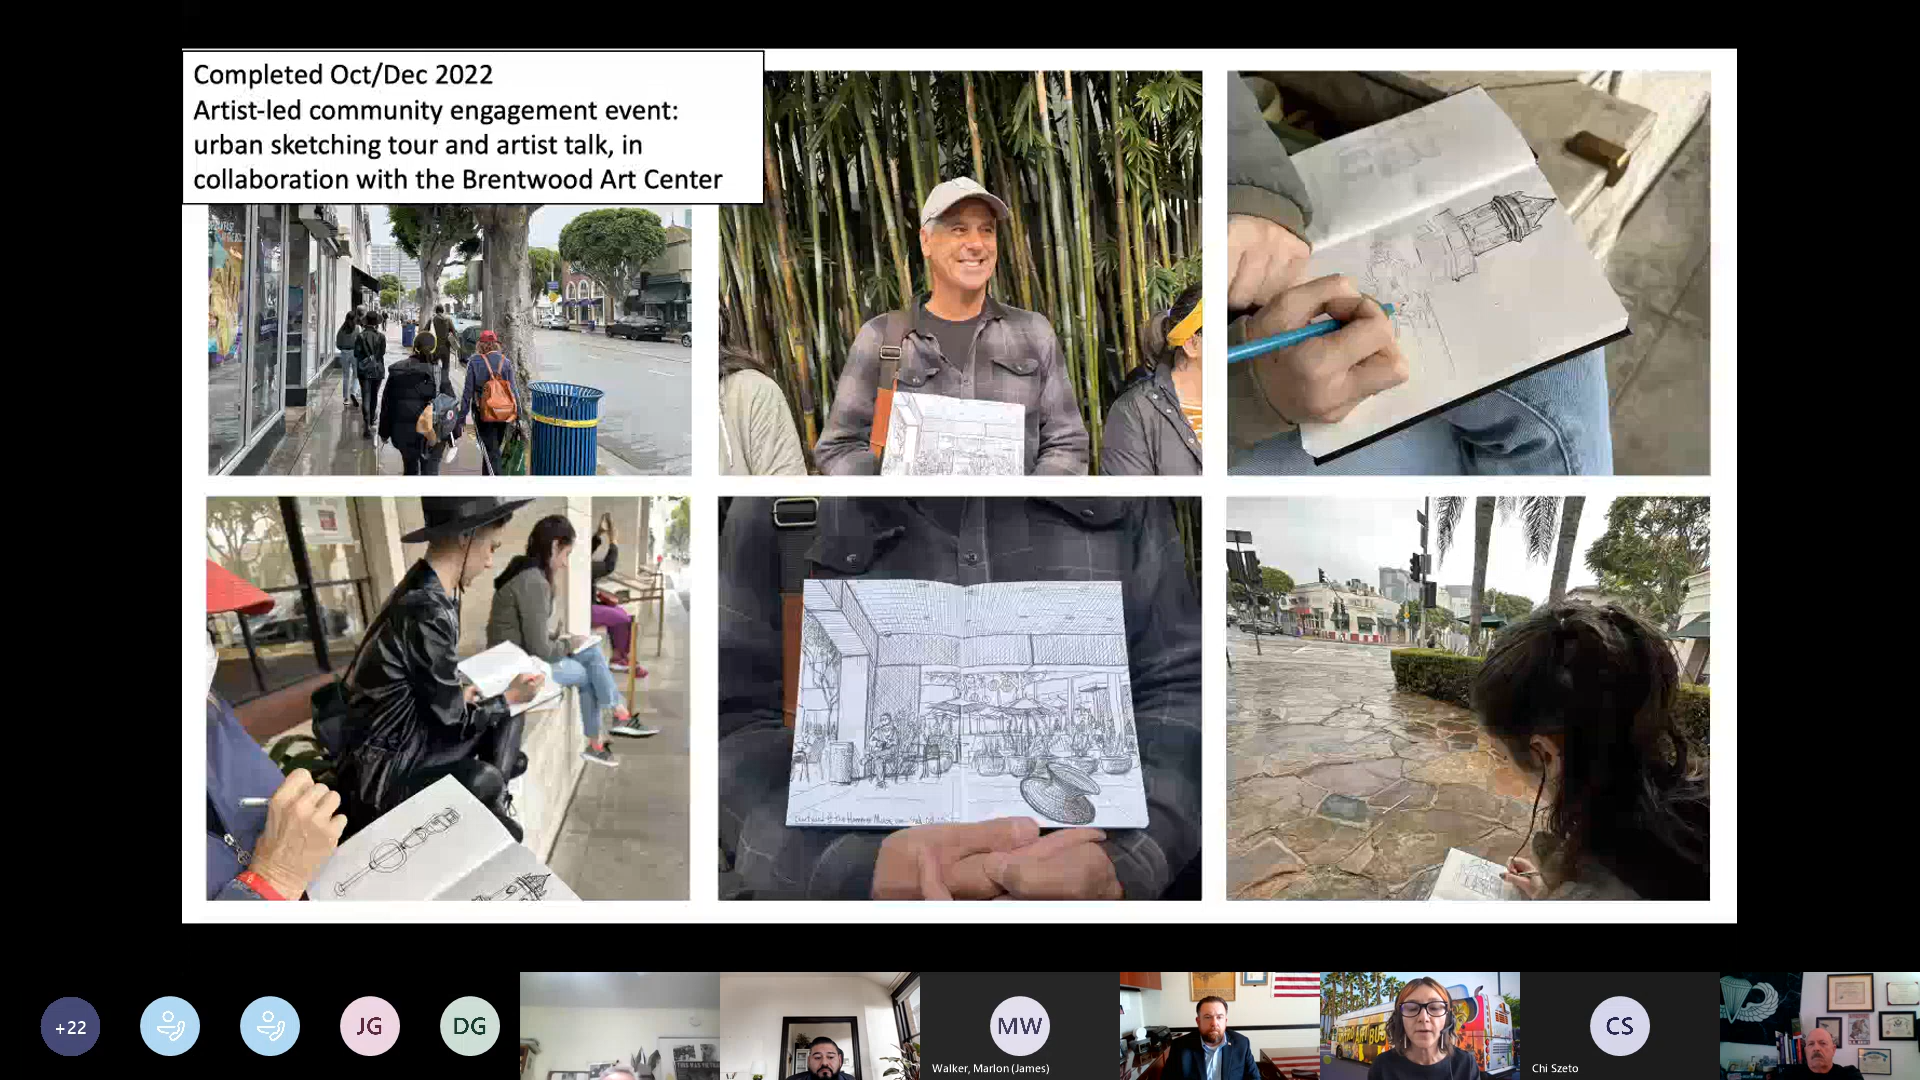 Completed Oct/Dec 2022
Artist-led community engagement event:
urban sketching tour and artist talk, in
collaboration with the Brentwood Art Center
+22
JG
DG
MW
Walker, Marlon (James)
CS
Chi Szeto